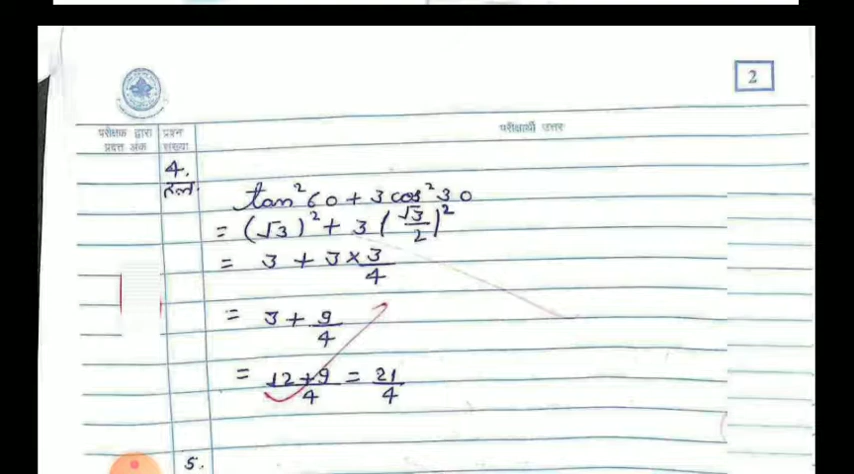 2
परीक्षक द्वारा प्रदत्त अंक
प्रश्न संख्या
परीक्षार्थी उत्तर
4.
हल.
tan²60 + 3cos²30
= (√3)² + 3(√3/2)²
= 3 + 3×3/4
= 3 + 9/4
= 12+9/4 = 21/4
5.